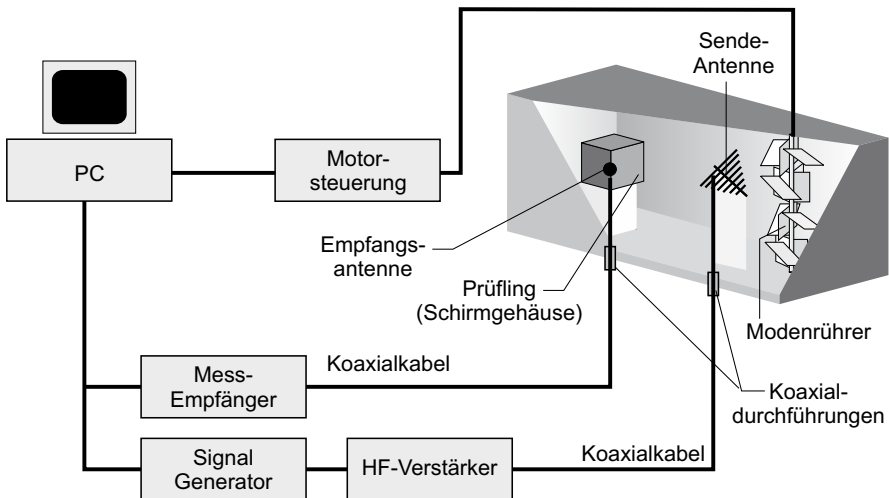 Sende-
Antenne
PC
Motor-
steuerung
Empfangs-
antenne
Prüfling
(Schirmgehäuse)
Modenrührer
Koaxialkabel
Mess-
Empfänger
Koaxial-
durchführungen
Signal
Generator
HF-Verstärker
Koaxialkabel